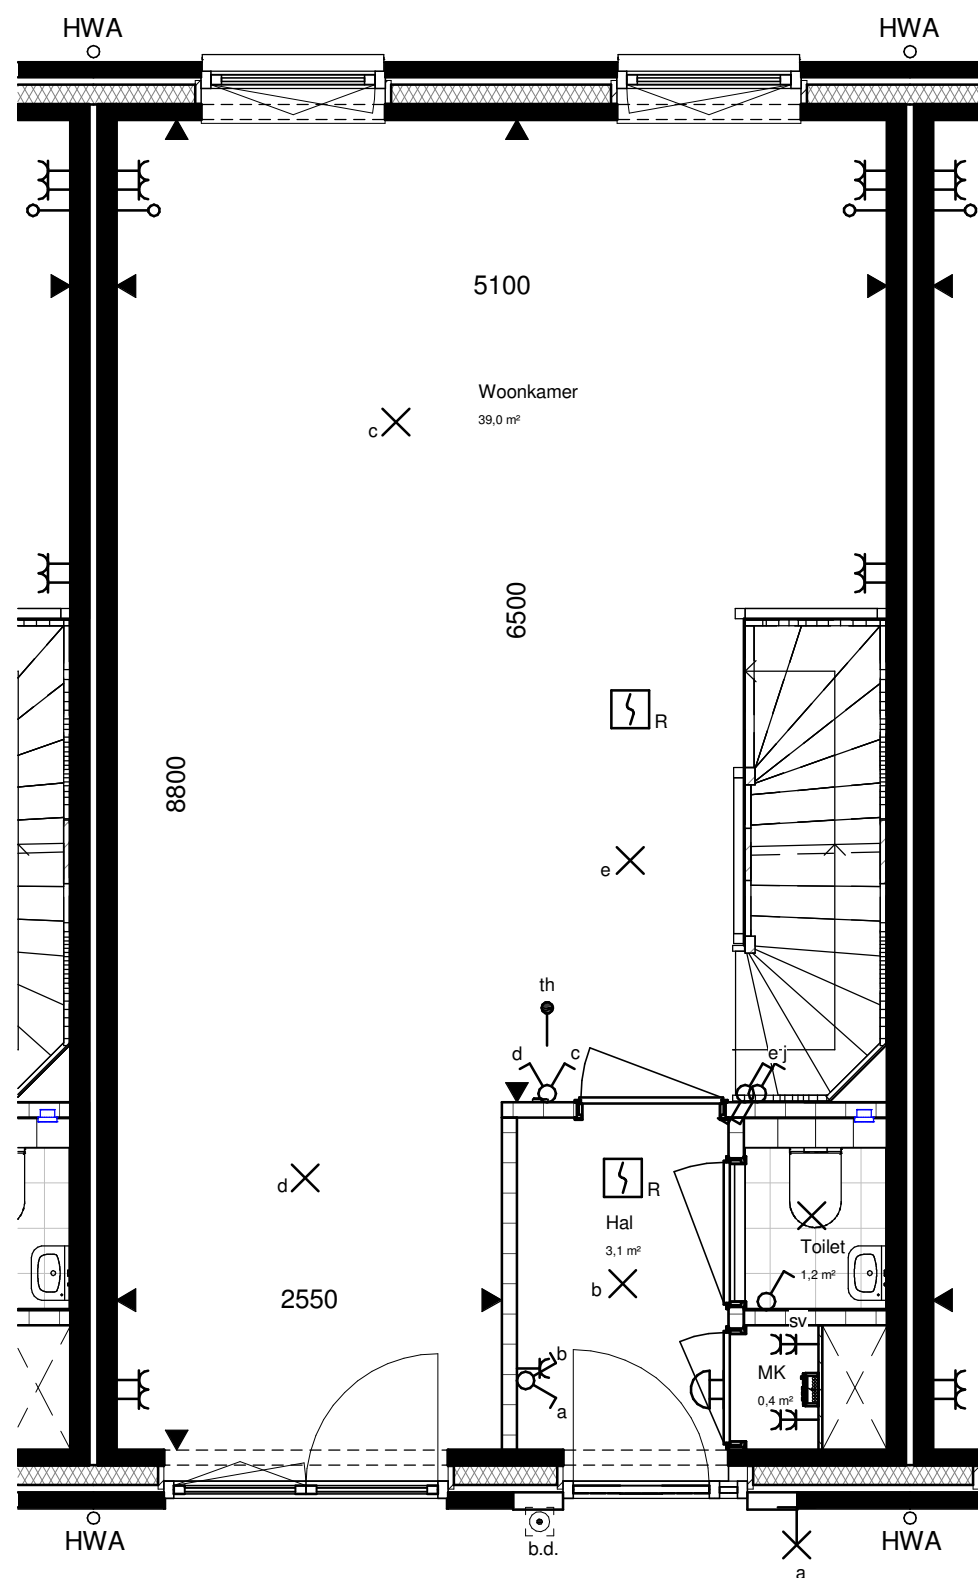 HWA
HWA
5100
Woonkamer
39,0 m²
c
6500
R
8800
e
th
d
c
e j
R
d
Hal
3,1 m²
b
Toilet
1,2 m²
2550
sv
b
MK
0,4 m²
a
HWA
b.d.
HWA
a